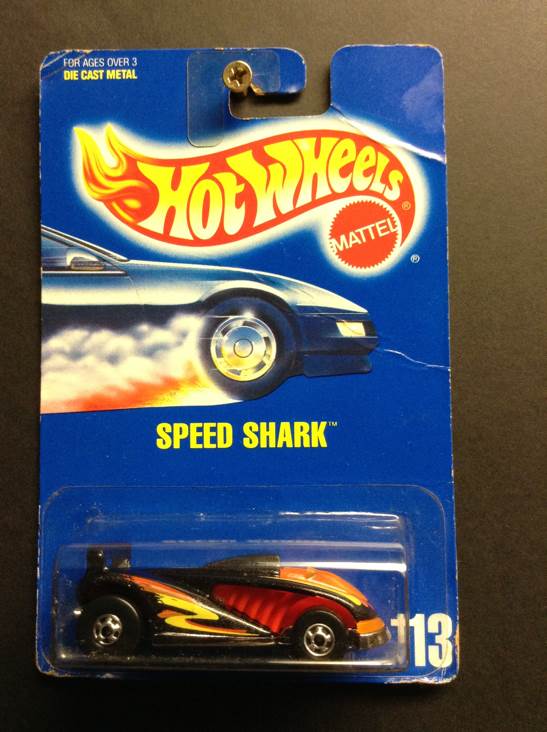 FOR AGES OVER 3
DIE CAST METAL
HOT WHEELS®
MATTEL
®
SPEED SHARK™
113